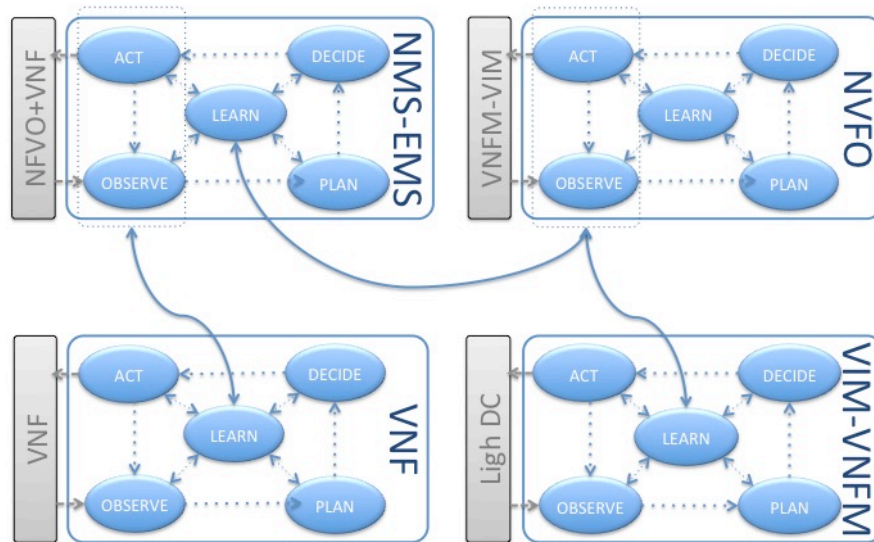 NFVO+VNF
ACT
DECIDE
LEARN
OBSERVE
PLAN
NMS-EMS
VNFM-VIM
ACT
DECIDE
LEARN
OBSERVE
PLAN
NVFO
VNF
ACT
DECIDE
LEARN
OBSERVE
PLAN
VNF
Ligh DC
ACT
DECIDE
LEARN
OBSERVE
PLAN
VIM-VNFM